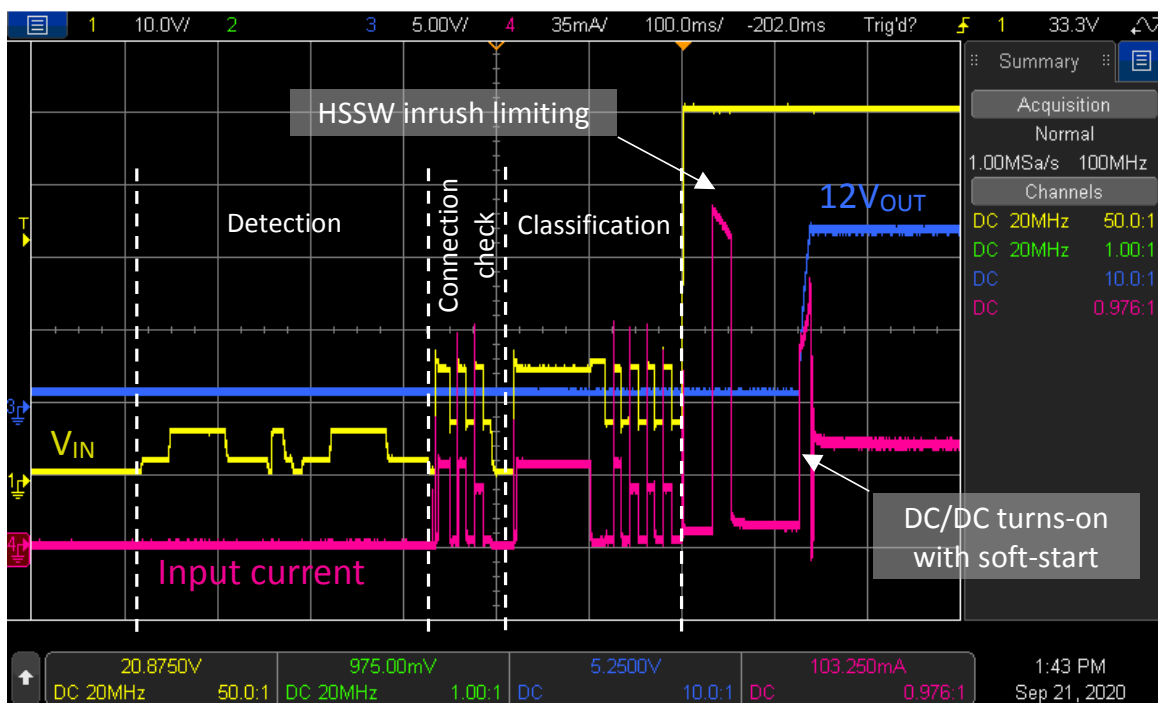 1 10.0V/ 2 3 5.00V/ 4 35mA/ 100.0ms/ -202.0ms Trig'd? 1 33.3V
Summary
Acquisition
Normal
1.00MSa/s 100MHz
Channels
DC 20MHz 50.0:1
DC 20MHz 1.00:1
DC 10.0:1
DC 0.976:1
HSSW inrush limiting
12VOUT
T
Detection
Connection
check
Classification
3
VIN
1
4
Input current
DC/DC turns-on
with soft-start
20.8750V 975.00mV 5.2500V 103.250mA
DC 20MHz 50.0:1 DC 20MHz 1.00:1 DC 10.0:1 DC 0.976:1
1:43 PM
Sep 21, 2020